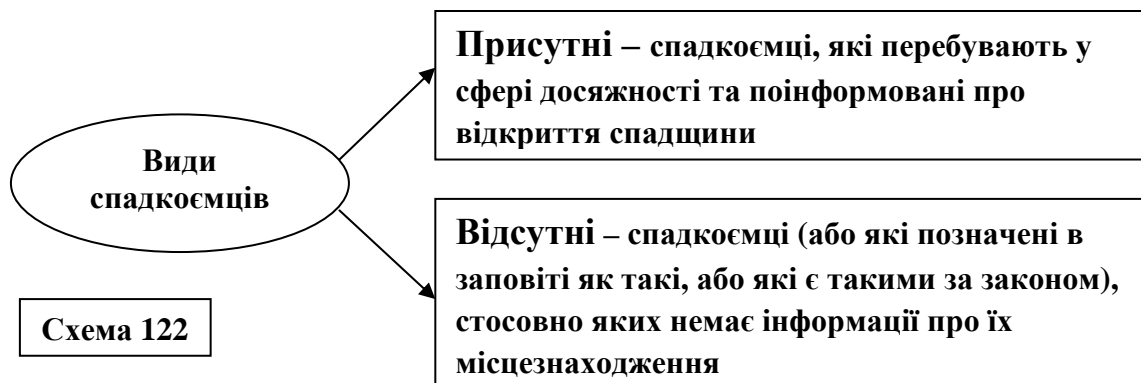 Види
спадкоємців
Присутні – спадкоємці, які перебувають у
сфері досяжності та поінформовані про
відкриття спадщини
Відсутні – спадкоємці (або які позначені в
заповіті як такі, або які є такими за законом),
стосовно яких немає інформації про їх
місцезнаходження
Схема 122